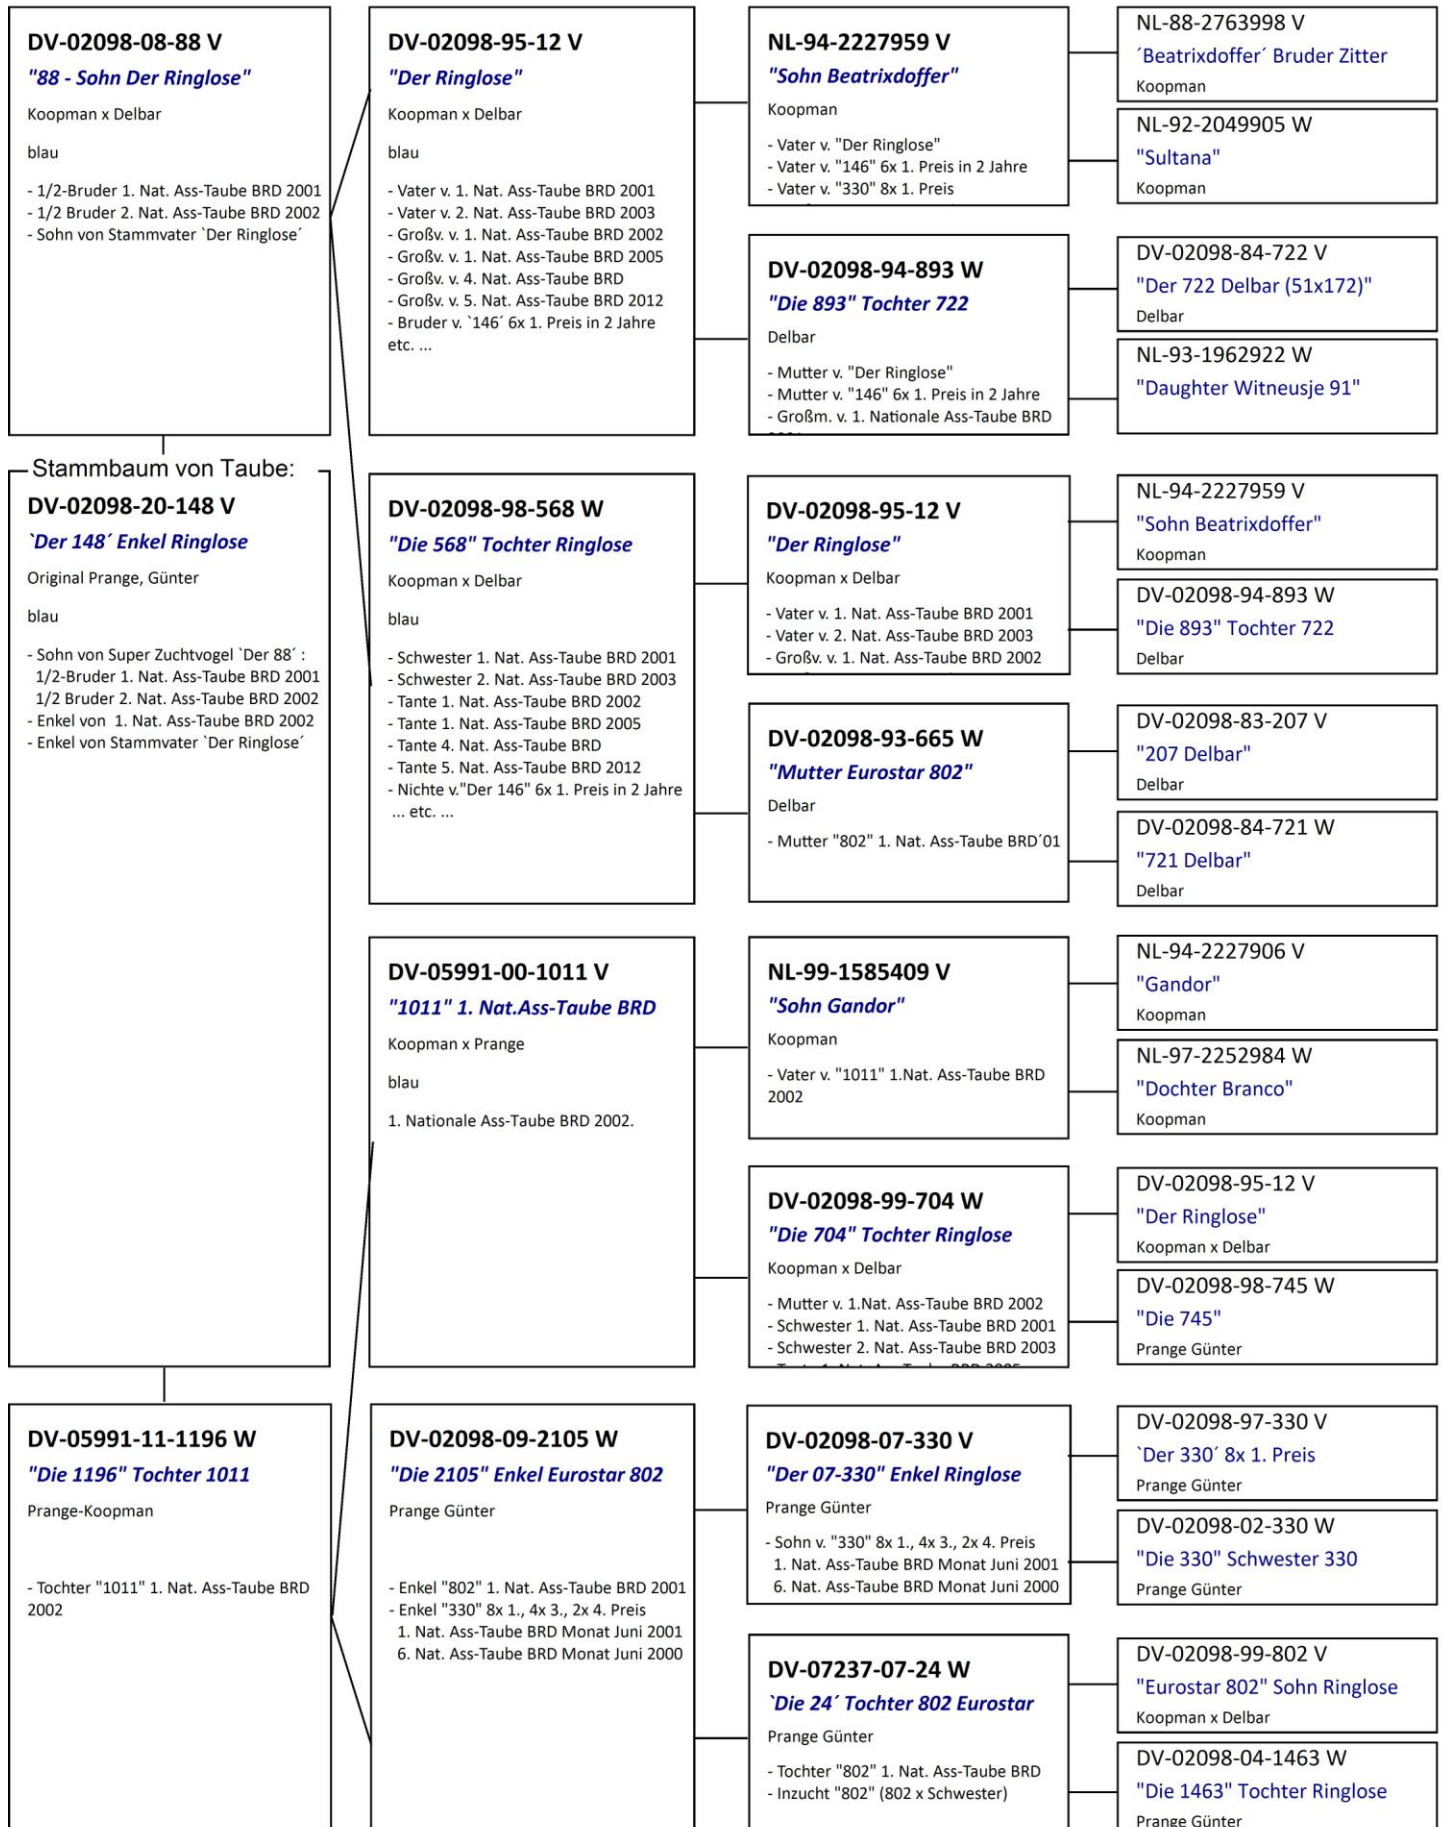 DV-02098-08-88 V
"88 - Sohn Der Ringlose"
Koopman x Delbar
blau
- 1/2-Bruder 1. Nat. Ass-Taube BRD 2001
- 1/2 Bruder 2. Nat. Ass-Taube BRD 2002
- Sohn von Stammvater `Der Ringlose´
Stammbaum von Taube:
DV-02098-20-148 V
`Der 148´ Enkel Ringlose
Original Prange, Günter
blau
- Sohn von Super Zuchtvogel `Der 88´ :
1/2-Bruder 1. Nat. Ass-Taube BRD 2001
1/2 Bruder 2. Nat. Ass-Taube BRD 2002
- Enkel von  1. Nat. Ass-Taube BRD 2002
- Enkel von Stammvater `Der Ringlose´
DV-05991-11-1196 W
"Die 1196" Tochter 1011
Prange-Koopman
- Tochter "1011" 1. Nat. Ass-Taube BRD
2002
DV-02098-95-12 V
"Der Ringlose"
Koopman x Delbar
blau
- Vater v. 1. Nat. Ass-Taube BRD 2001
- Vater v. 2. Nat. Ass-Taube BRD 2003
- Großv. v. 1. Nat. Ass-Taube BRD 2002
- Großv. v. 1. Nat. Ass-Taube BRD 2005
- Großv. v. 4. Nat. Ass-Taube BRD
- Großv. v. 5. Nat. Ass-Taube BRD 2012
- Bruder v. `146´ 6x 1. Preis in 2 Jahre
etc. ...
DV-02098-98-568 W
"Die 568" Tochter Ringlose
Koopman x Delbar
blau
- Schwester 1. Nat. Ass-Taube BRD 2001
- Schwester 2. Nat. Ass-Taube BRD 2003
- Tante 1. Nat. Ass-Taube BRD 2002
- Tante 1. Nat. Ass-Taube BRD 2005
- Tante 4. Nat. Ass-Taube BRD
- Tante 5. Nat. Ass-Taube BRD 2012
- Nichte v."Der 146" 6x 1. Preis in 2 Jahre
... etc. ...
DV-05991-00-1011 V
"1011" 1. Nat.Ass-Taube BRD
Koopman x Prange
blau
1. Nationale Ass-Taube BRD 2002.
DV-02098-09-2105 W
"Die 2105" Enkel Eurostar 802
Prange Günter
- Enkel "802" 1. Nat. Ass-Taube BRD 2001
- Enkel "330" 8x 1., 4x 3., 2x 4. Preis
1. Nat. Ass-Taube BRD Monat Juni 2001
6. Nat. Ass-Taube BRD Monat Juni 2000
NL-94-2227959 V
"Sohn Beatrixdoffer"
Koopman
- Vater v. "Der Ringlose"
- Vater v. "146" 6x 1. Preis in 2 Jahre
- Vater v. "330" 8x 1. Preis
DV-02098-94-893 W
"Die 893" Tochter 722
Delbar
- Mutter v. "Der Ringlose"
- Mutter v. "146" 6x 1. Preis in 2 Jahre
- Großm. v. 1. Nationale Ass-Taube BRD
DV-02098-95-12 V
"Der Ringlose"
Koopman x Delbar
- Vater v. 1. Nat. Ass-Taube BRD 2001
- Vater v. 2. Nat. Ass-Taube BRD 2003
- Großv. v. 1. Nat. Ass-Taube BRD 2002
DV-02098-93-665 W
"Mutter Eurostar 802"
Delbar
- Mutter "802" 1. Nat. Ass-Taube BRD´01
NL-99-1585409 V
"Sohn Gandor"
Koopman
- Vater v. "1011" 1.Nat. Ass-Taube BRD
2002
DV-02098-99-704 W
"Die 704" Tochter Ringlose
Koopman x Delbar
- Mutter v. 1.Nat. Ass-Taube BRD 2002
- Schwester 1. Nat. Ass-Taube BRD 2001
- Schwester 2. Nat. Ass-Taube BRD 2003
DV-02098-07-330 V
"Der 07-330" Enkel Ringlose
Prange Günter
- Sohn v. "330" 8x 1., 4x 3., 2x 4. Preis
1. Nat. Ass-Taube BRD Monat Juni 2001
6. Nat. Ass-Taube BRD Monat Juni 2000
DV-07237-07-24 W
`Die 24´ Tochter 802 Eurostar
Prange Günter
- Tochter "802" 1. Nat. Ass-Taube BRD
- Inzucht "802" (802 x Schwester)
NL-88-2763998 V
´Beatrixdoffer´ Bruder Zitter
Koopman
NL-92-2049905 W
"Sultana"
Koopman
DV-02098-84-722 V
"Der 722 Delbar (51x172)"
Delbar
NL-93-1962922 W
"Daughter Witneusje 91"
NL-94-2227959 V
"Sohn Beatrixdoffer"
Koopman
DV-02098-94-893 W
"Die 893" Tochter 722
Delbar
DV-02098-83-207 V
"207 Delbar"
Delbar
DV-02098-84-721 W
"721 Delbar"
Delbar
NL-94-2227906 V
"Gandor"
Koopman
NL-97-2252984 W
"Dochter Branco"
Koopman
DV-02098-95-12 V
"Der Ringlose"
Koopman x Delbar
DV-02098-98-745 W
"Die 745"
Prange Günter
DV-02098-97-330 V
`Der 330´ 8x 1. Preis
Prange Günter
DV-02098-02-330 W
"Die 330" Schwester 330
Prange Günter
DV-02098-99-802 V
"Eurostar 802" Sohn Ringlose
Koopman x Delbar
DV-02098-04-1463 W
"Die 1463" Tochter Ringlose
Prange Günter